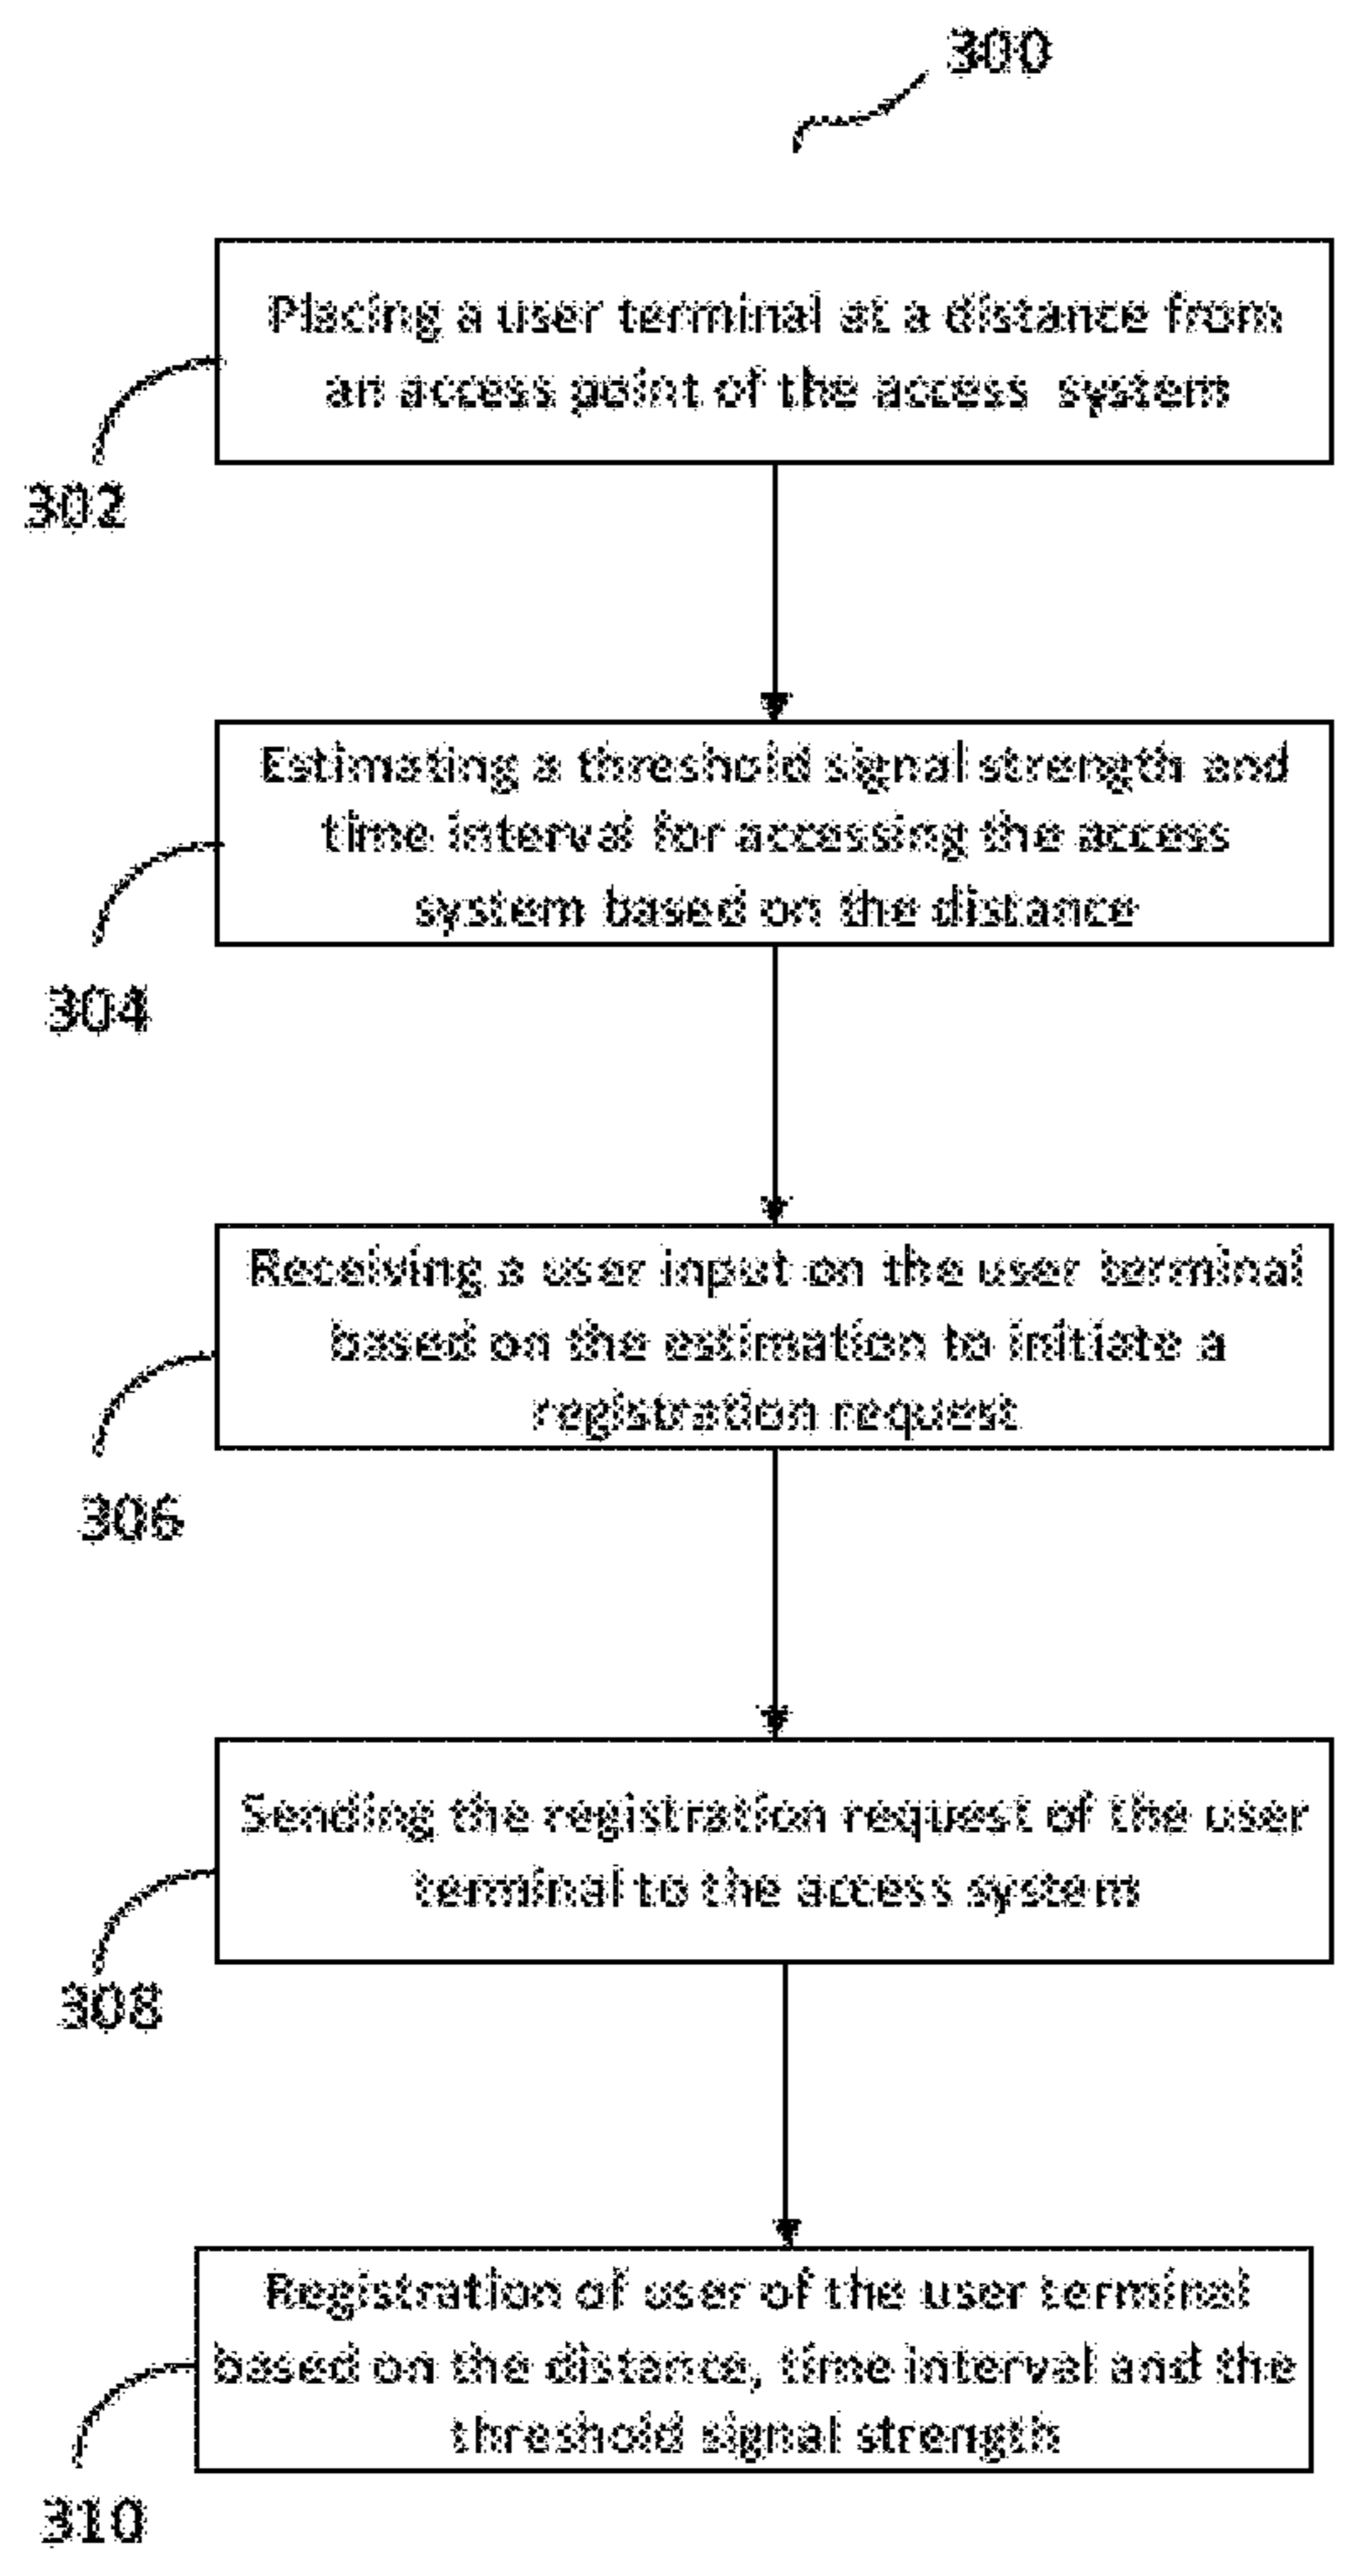 300
Placing a user terminal at a distance from
an access point of the access system
302
Estimating a threshold signal strength and
time interval for accessing the access
system based on the distance
304
Receiving a user input on the user terminal
based on the estimation to initiate a
registration request
306
Sending the registration request of the user
terminal to the access system
308
Registration of user of the user terminal
based on the distance, time interval and the
threshold signal strength
310